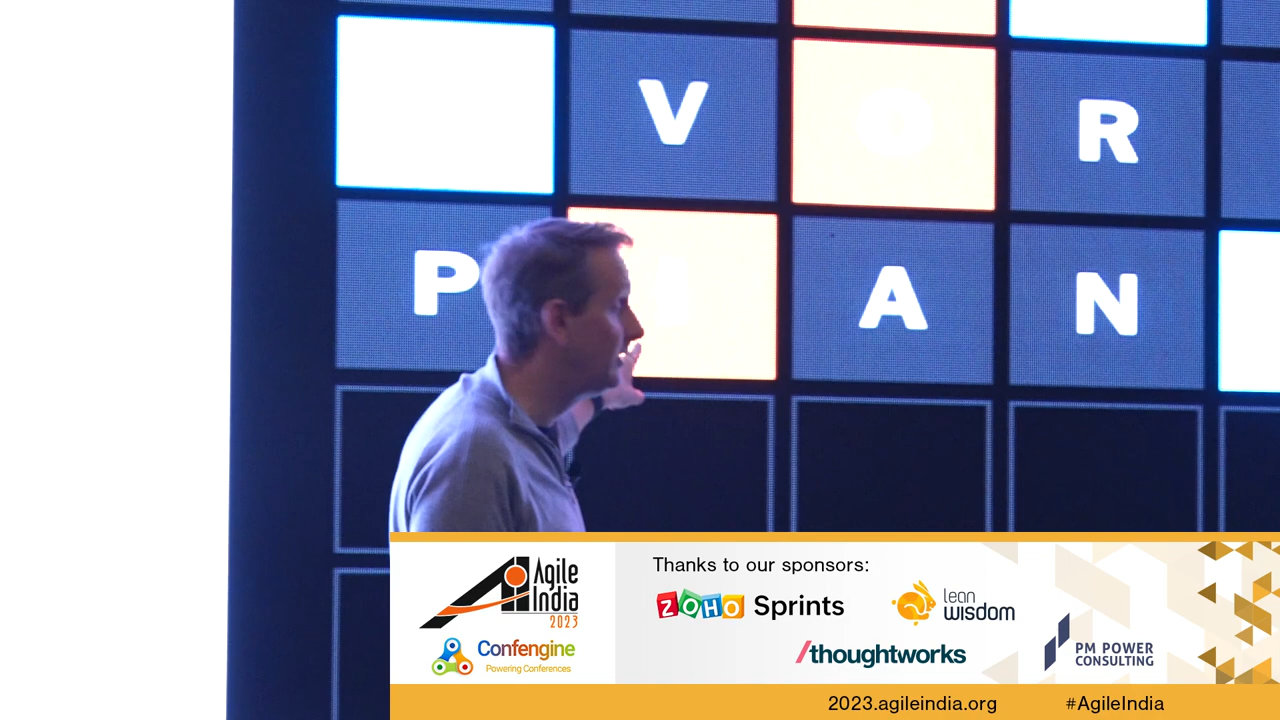 V O R
P A N
Agile
India
2023
Confengine
Powering Conferences
Thanks to our sponsors:
ZOHO Sprints
lean
wisdom
/thoughtworks
PM POWER
CONSULTING
2023.agileindia.org
#AgileIndia